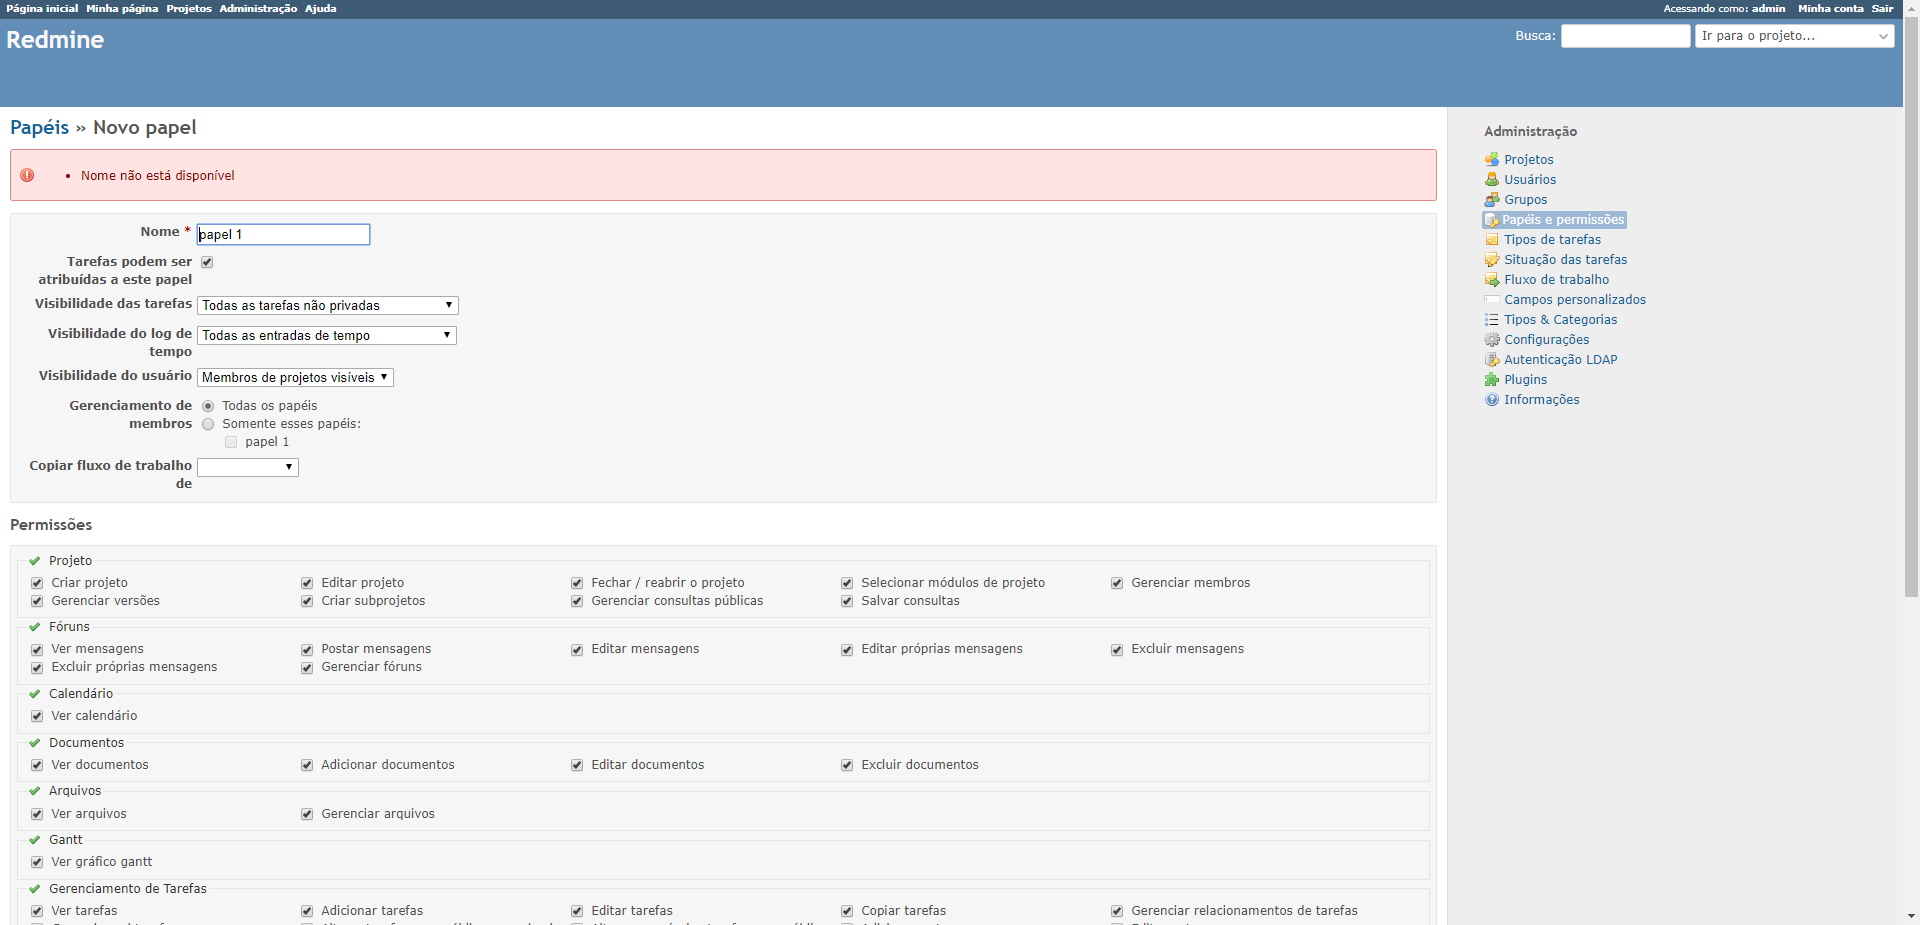 Página inicial Minha página Projetos Administração Ajuda
Acessando como: admin Minha conta Sair
Redmine
Busca: Ir para o projeto...
Papéis » Novo papel
Nome não está disponível
Nome * papel 1
Tarefas podem ser atribuídas a este papel
Visibilidade das tarefas Todas as tarefas não privadas
Visibilidade do log de tempo Todas as entradas de tempo
Visibilidade do usuário Membros de projetos visíveis
Gerenciamento de membros Todas os papéis
Somente esses papéis:
papel 1
Copiar fluxo de trabalho de
Permissões
Projeto
Criar projeto Editar projeto Fechar / reabrir o projeto Selecionar módulos de projeto Gerenciar membros
Gerenciar versões Criar subprojetos Gerenciar consultas públicas Salvar consultas
Fóruns
Ver mensagens Postar mensagens Editar mensagens Editar próprias mensagens Excluir mensagens
Excluir próprias mensagens Gerenciar fóruns
Calendário
Ver calendário
Documentos
Ver documentos Adicionar documentos Editar documentos Excluir documentos
Arquivos
Ver arquivos Gerenciar arquivos
Gantt
Ver gráfico gantt
Gerenciamento de Tarefas
Ver tarefas Adicionar tarefas Editar tarefas Copiar tarefas Gerenciar relacionamentos de tarefas
Administração
Projetos
Usuários
Grupos
Papéis e permissões
Tipos de tarefas
Situação das tarefas
Fluxo de trabalho
Campos personalizados
Tipos & Categorias
Configurações
Autenticação LDAP
Plugins
Informações